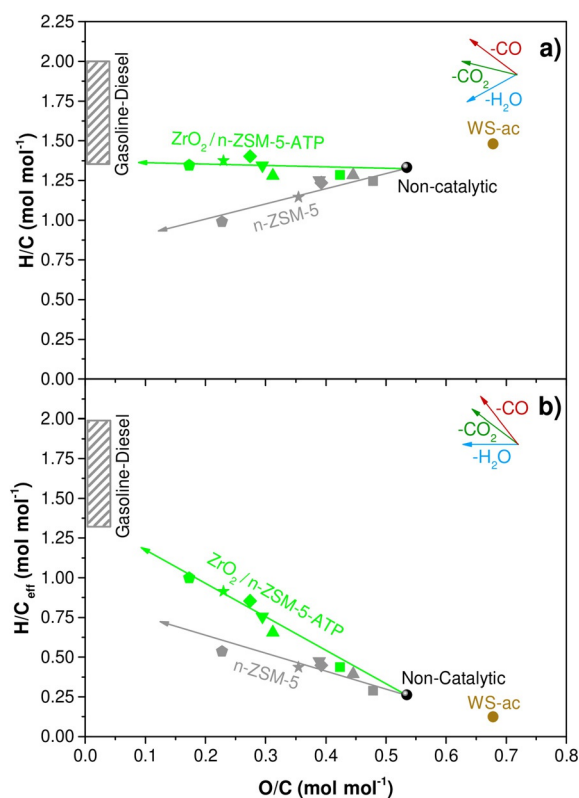 a)
2.00
1.75
1.50
1.25
1.00
0.75
0.50
0.25
0.00
H/C (mol mol⁻¹)
Gasoline-Diesel
-CO
-CO₂
-H₂O
WS-ac
ZrO₂/n-ZSM-5-ATP
Non-catalytic
n-ZSM-5
b)
2.00
1.75
1.50
1.25
1.00
0.75
0.50
0.25
0.00
H/Ceff (mol mol⁻¹)
Gasoline-Diesel
-CO
-CO₂
-H₂O
ZrO₂/n-ZSM-5-ATP
n-ZSM-5
Non-Catalytic
WS-ac
0.0 0.1 0.2 0.3 0.4 0.5 0.6 0.7 0.8
O/C (mol mol⁻¹)